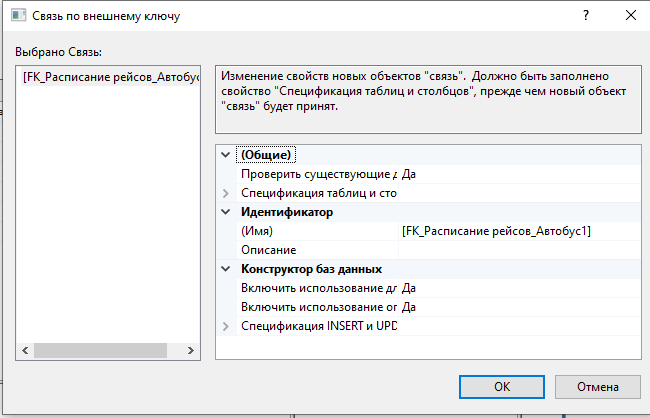 Связь по внешнему ключу
Выбрано Связь:
[FK_Расписание рейсов_Автобус
Изменение свойств новых объектов "связь". Должно быть заполнено
свойство "Спецификация таблиц и столбцов", прежде чем новый объект
"связь" будет принят.
(Общие)
Проверить существующие д Да
Спецификация таблиц и сто
Идентификатор
(Имя) [FK_Расписание рейсов_Автобус1]
Описание
Конструктор баз данных
Включить использование дл Да
Включить использование ог Да
Спецификация INSERT и UPD
OK Отмена